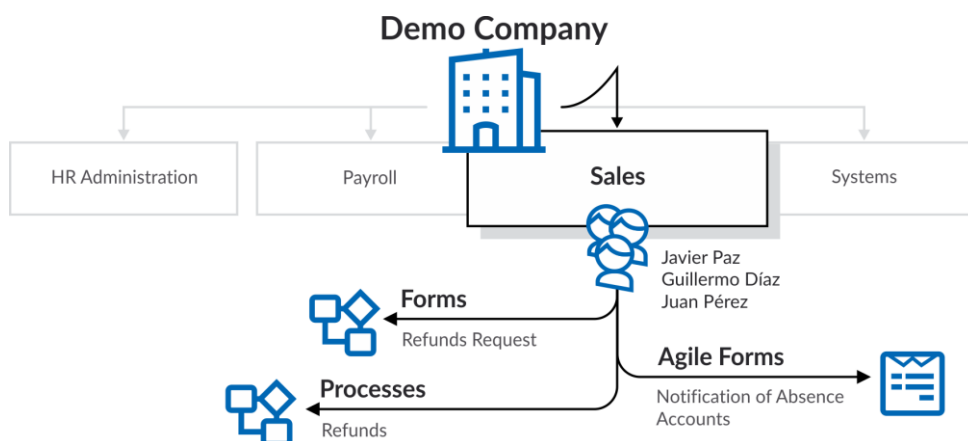 Demo Company
HR Administration
Payroll
Sales
Systems
Javier Paz
Guillermo Díaz
Juan Pérez
Forms
Refunds Request
Agile Forms
Notification of Absence
Accounts
Processes
Refunds